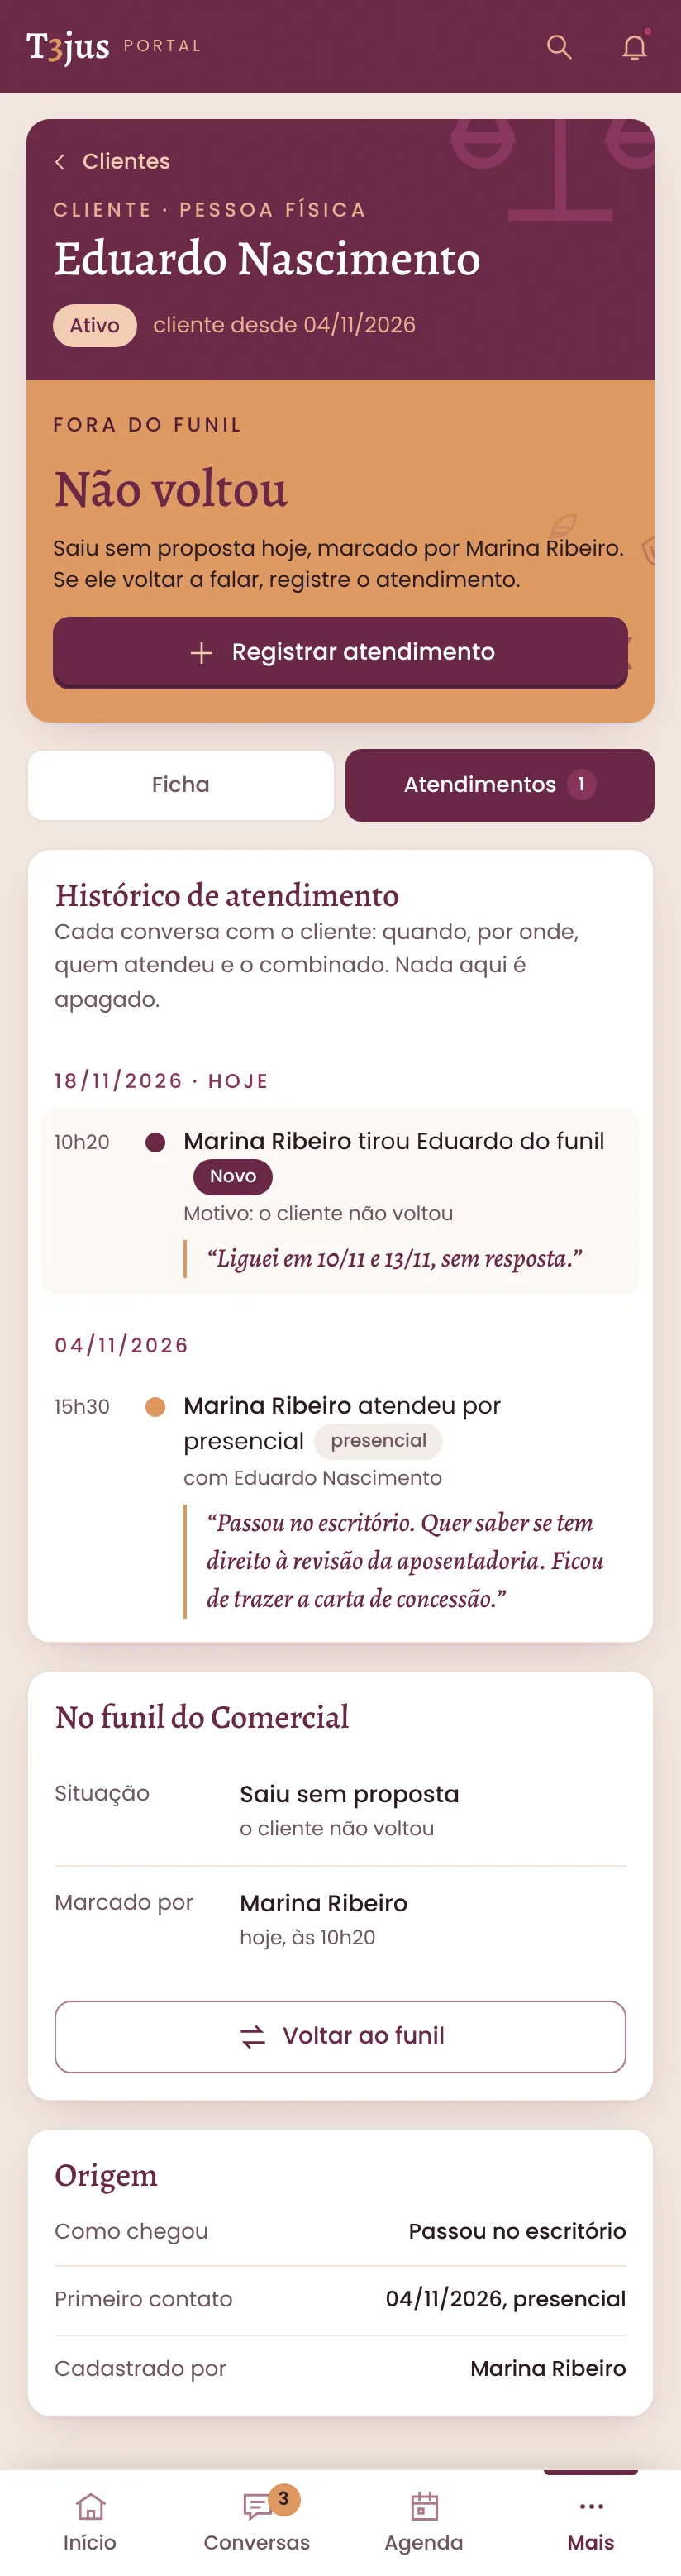 T3jus PORTAL
Clientes
CLIENTE · PESSOA FÍSICA
Eduardo Nascimento
Ativo cliente desde 04/11/2026
FORA DO FUNIL
Não voltou
Saiu sem proposta hoje, marcado por Marina Ribeiro.
Se ele voltar a falar, registre o atendimento.
Registrar atendimento
Ficha
Atendimentos 1
Histórico de atendimento
Cada conversa com o cliente: quando, por onde,
quem atendeu e o combinado. Nada aqui é
apagado.
18/11/2026 · HOJE
10h20 Marina Ribeiro tirou Eduardo do funil
Novo
Motivo: o cliente não voltou
“Liguei em 10/11 e 13/11, sem resposta.”
04/11/2026
15h30 Marina Ribeiro atendeu por
presencial presencial
com Eduardo Nascimento
“Passou no escritório. Quer saber se tem
direito à revisão da aposentadoria. Ficou
de trazer a carta de concessão.”
No funil do Comercial
Situação Saiu sem proposta
o cliente não voltou
Marcado por Marina Ribeiro
hoje, às 10h20
Voltar ao funil
Origem
Como chegou Passou no escritório
Primeiro contato 04/11/2026, presencial
Cadastrado por Marina Ribeiro
3
Início Conversas Agenda Mais